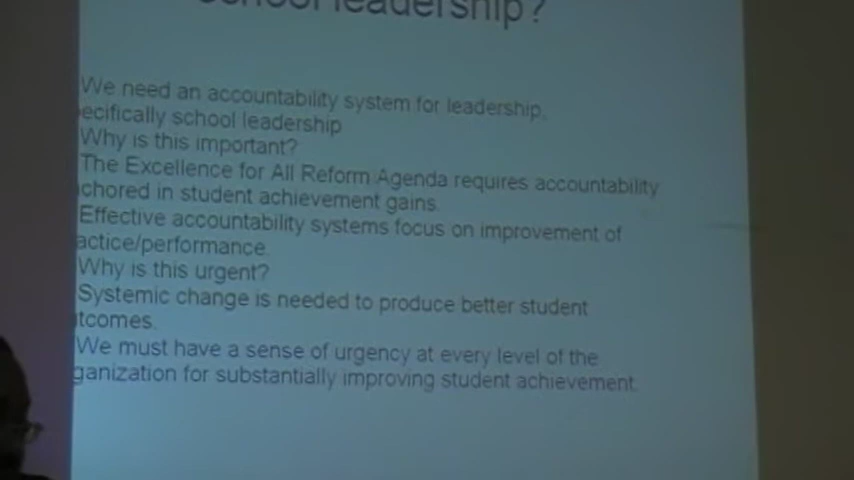 school leadership?
We need an accountability system for leadership,
ecifically school leadership
Why is this important?
The Excellence for All Reform Agenda requires accountability
chored in student achievement gains.
Effective accountability systems focus on improvement of
actice/performance.
Why is this urgent?
Systemic change is needed to produce better student
tcomes.
We must have a sense of urgency at every level of the
ganization for substantially improving student achievement.